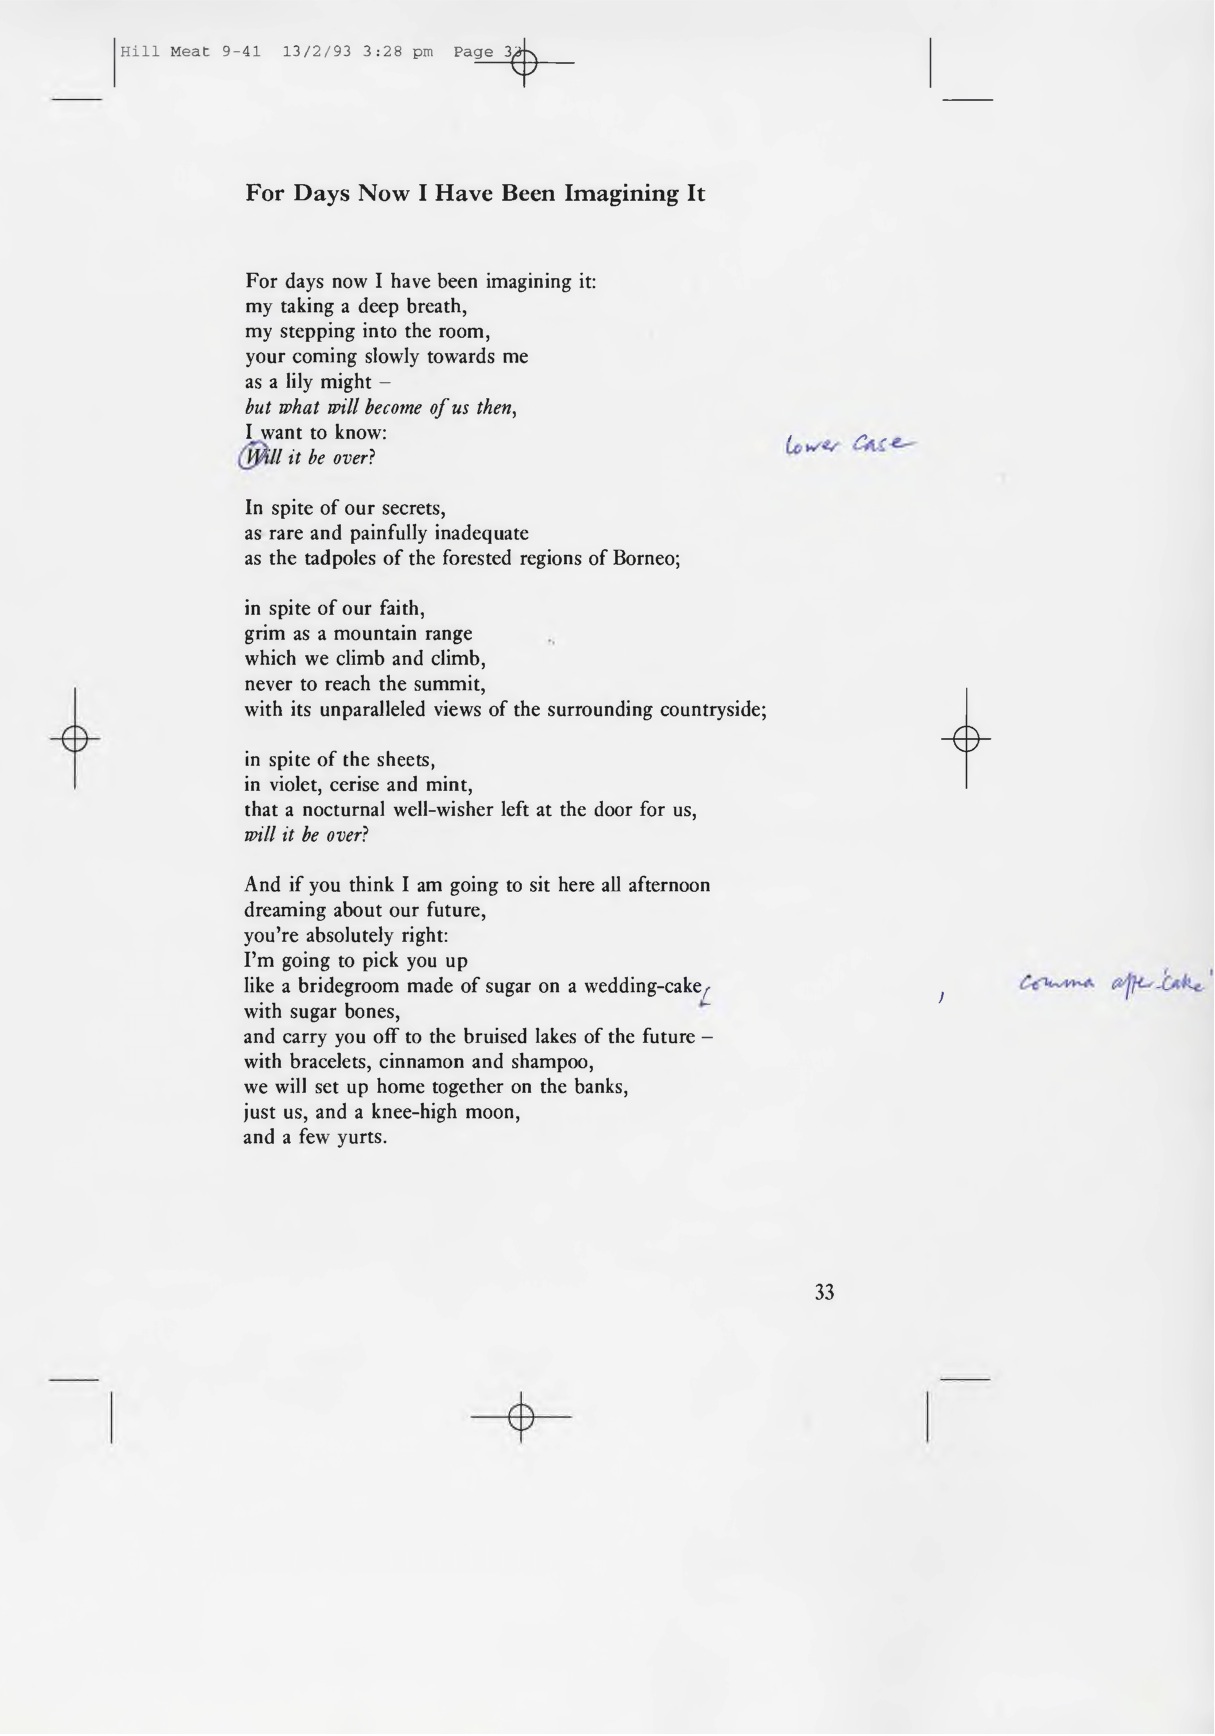 Hill Meat 9-41 13/2/93 3:28 pm Page 33
For Days Now I Have Been Imagining It
For days now I have been imagining it:
my taking a deep breath,
my stepping into the room,
your coming slowly towards me
as a lily might –
but what will become of us then,
I want to know:
Will it be over?
lower case
In spite of our secrets,
as rare and painfully inadequate
as the tadpoles of the forested regions of Borneo;
in spite of our faith,
grim as a mountain range
which we climb and climb,
never to reach the summit,
with its unparalleled views of the surrounding countryside;
in spite of the sheets,
in violet, cerise and mint,
that a nocturnal well-wisher left at the door for us,
will it be over?
And if you think I am going to sit here all afternoon
dreaming about our future,
you're absolutely right:
I'm going to pick you up
like a bridegroom made of sugar on a wedding-cake
, comma after 'cake'
with sugar bones,
and carry you off to the bruised lakes of the future –
with bracelets, cinnamon and shampoo,
we will set up home together on the banks,
just us, and a knee-high moon,
and a few yurts.
33